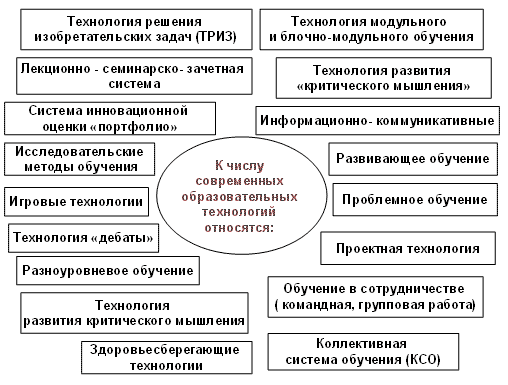 Технология решения
изобретательских задач (ТРИЗ)
Технология модульного
и блочно-модульного обучения
Лекционно - семинарско- зачетная
система
Технология развития
«критического мышления»
Система инновационной
оценки «портфолио»
Информационно- коммуникативные
Исследовательские
методы обучения
Развивающее обучение
К числу
современных
образовательных
технологий
относятся:
Игровые технологии
Проблемное обучение
Технология «дебаты»
Проектная технология
Разноуровневое обучение
Обучение в сотрудничестве
( командная, групповая работа)
Технология
развития критического мышления
Здоровьесберегающие
технологии
Коллективная
система обучения (КСО)